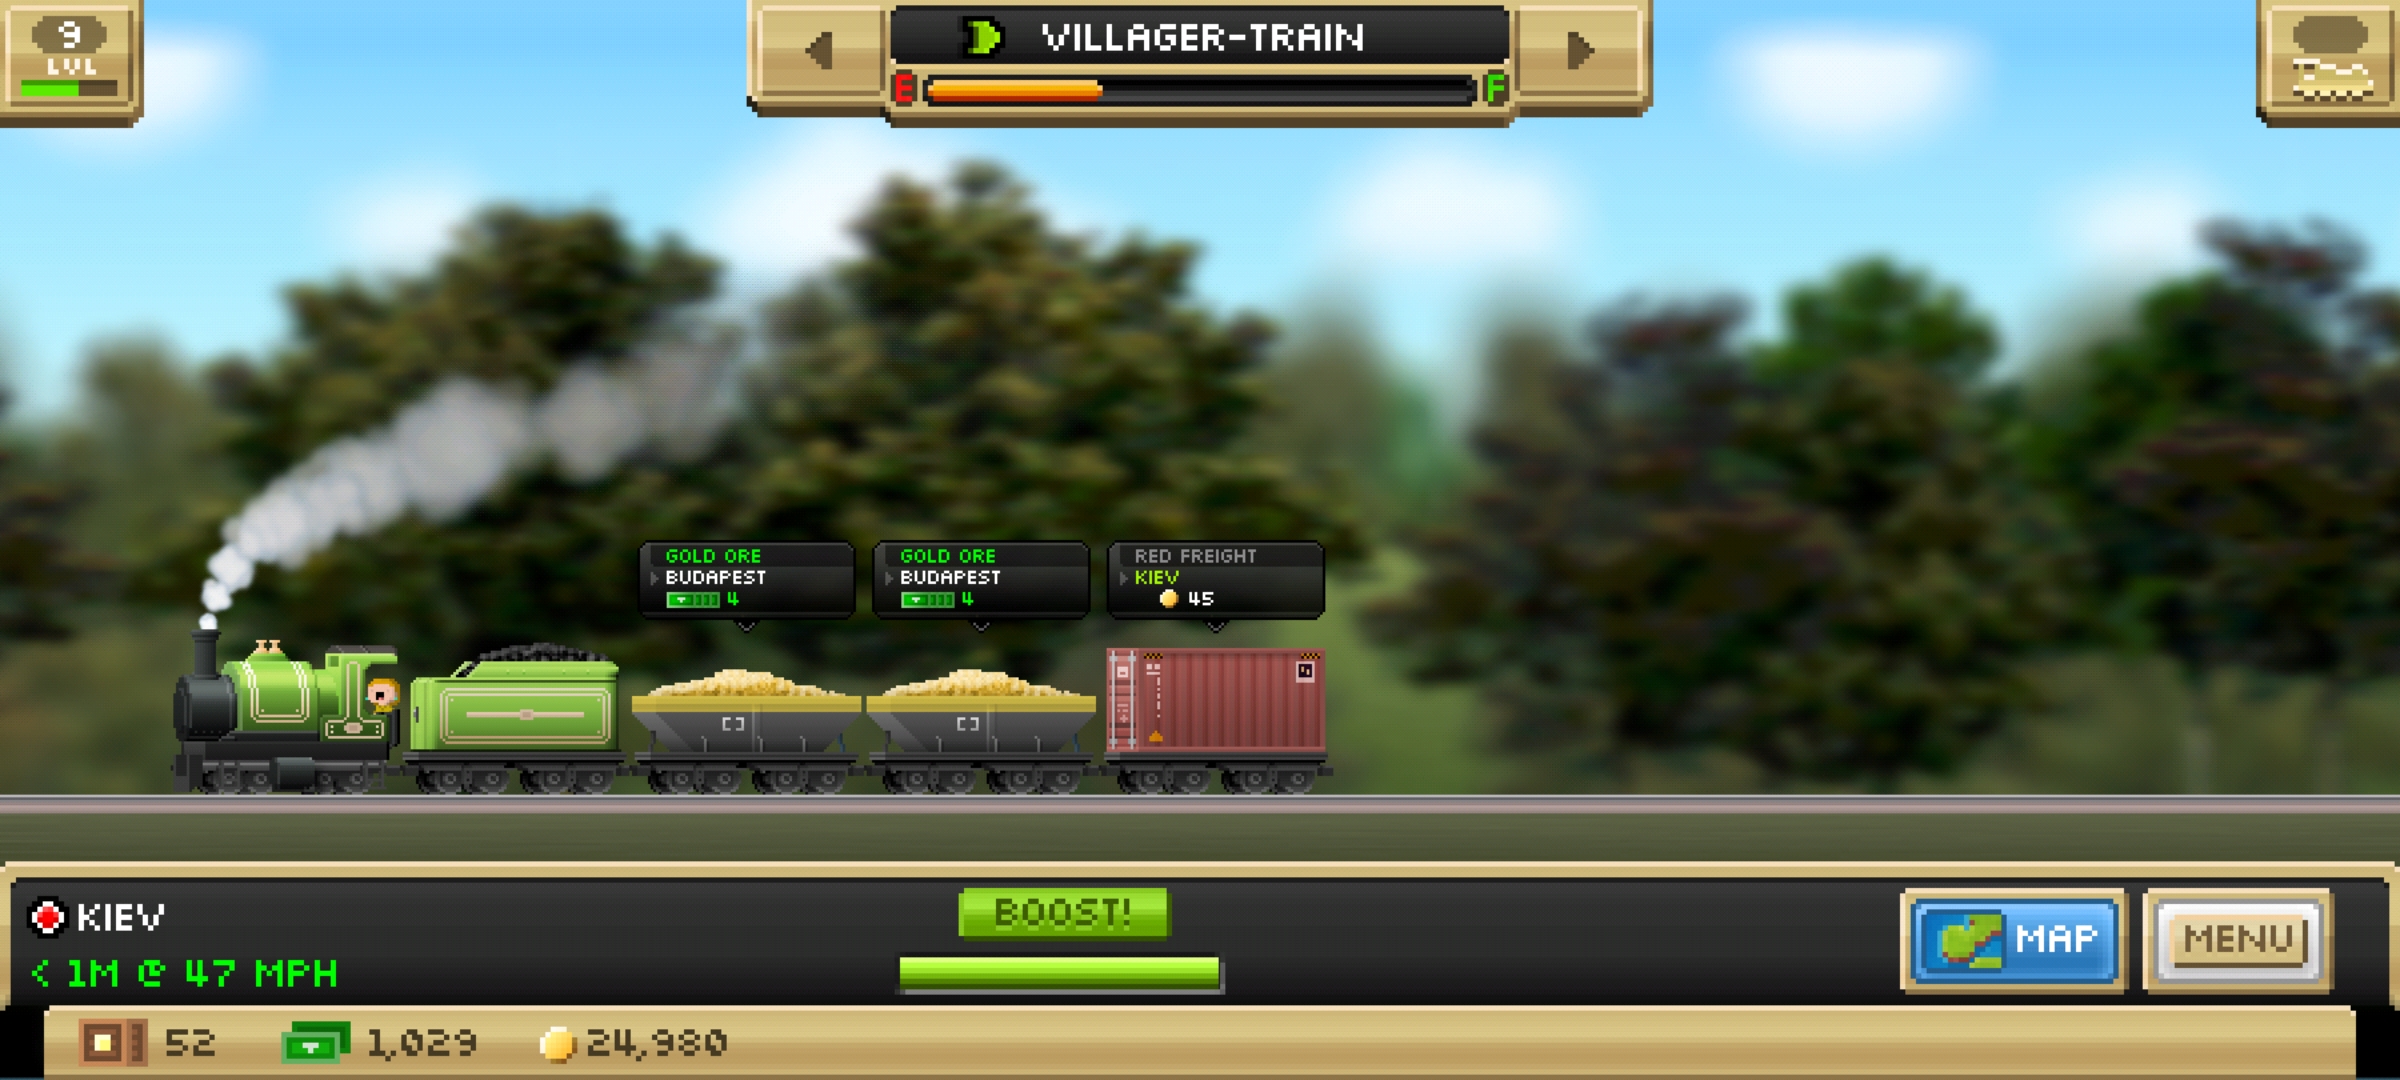 9
LVL
VILLAGER-TRAIN
E F
GOLD ORE
BUDAPEST
4
GOLD ORE
BUDAPEST
4
RED FREIGHT
KIEV
45
KIEV
< 1M @ 47 MPH
BOOST!
MAP
MENU
52
1,029
24,980